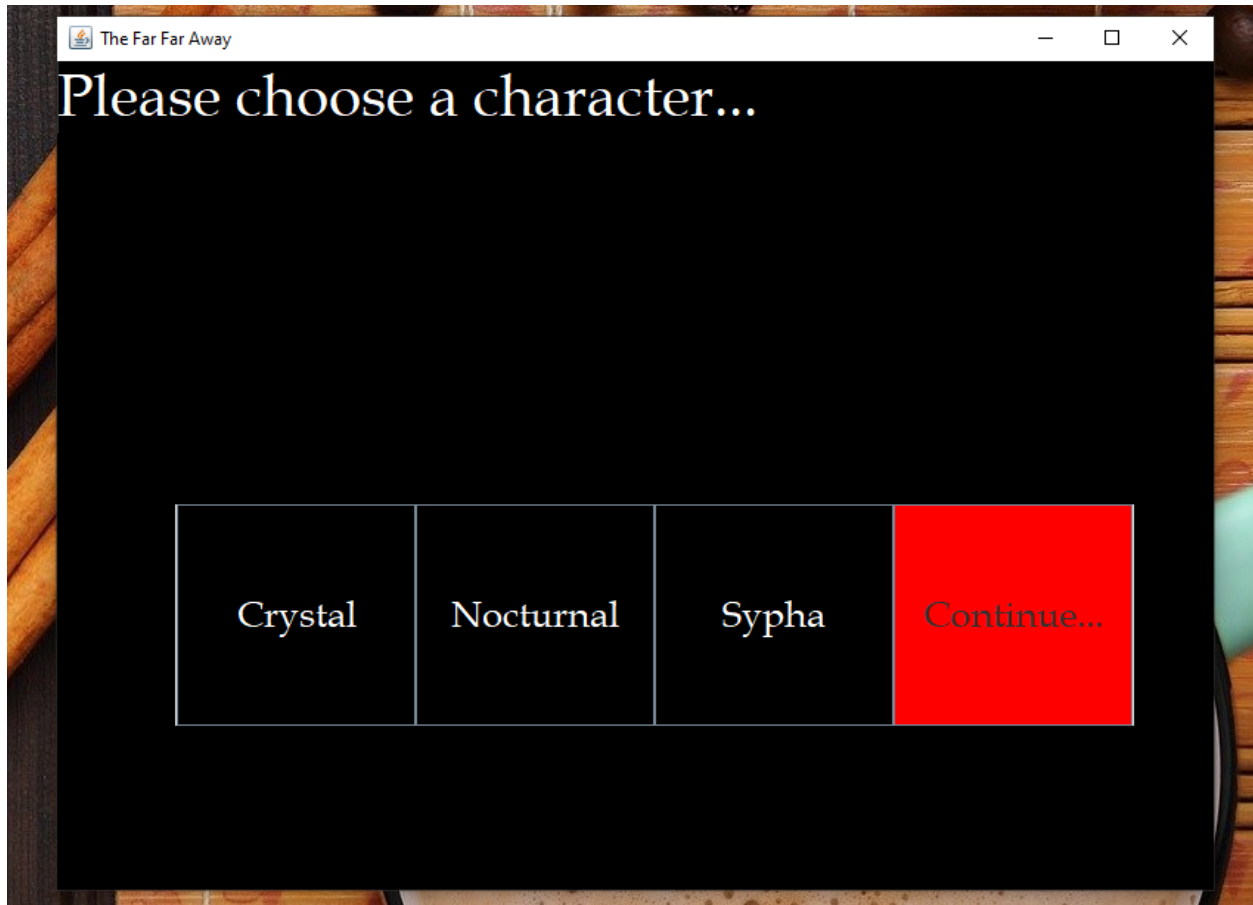 The Far Far Away
Please choose a character...
Crystal Nocturnal Sypha Continue...